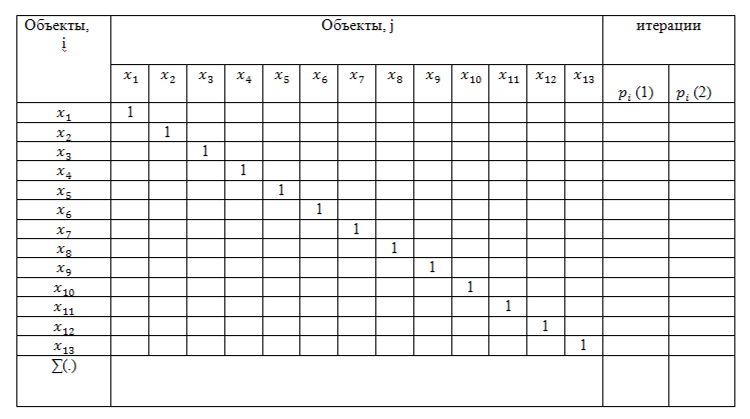 Объекты, Объекты, j итерации
i
x₁ x₂ x₃ x₄ x₅ x₆ x₇ x₈ x₉ x₁₀ x₁₁ x₁₂ x₁₃
pᵢ (1) pᵢ (2)
x₁ 1
x₂ 1
x₃ 1
x₄ 1
x₅ 1
x₆ 1
x₇ 1
x₈ 1
x₉ 1
x₁₀ 1
x₁₁ 1
x₁₂ 1
x₁₃ 1
∑(.)